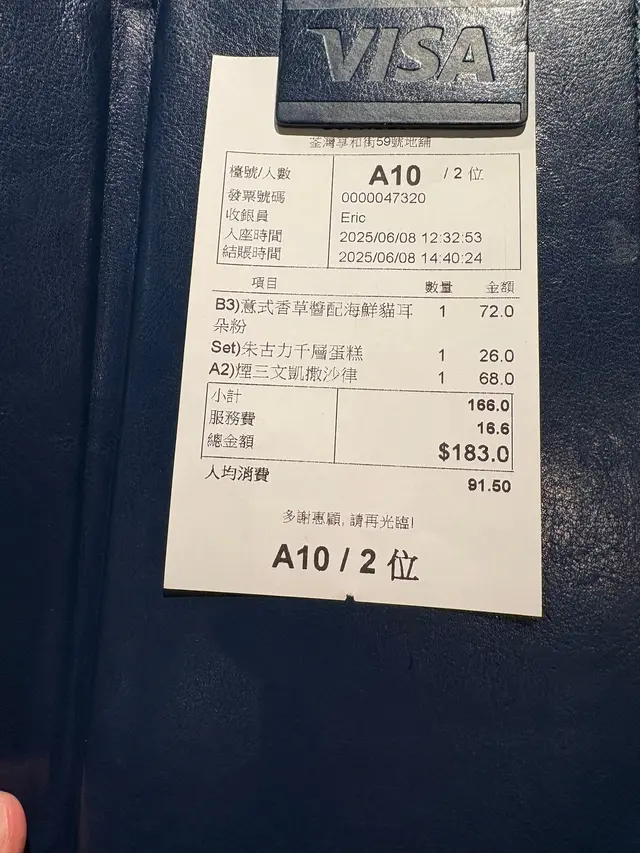 VISA
荃灣享和街59號地舖
檯號/人數 A10 / 2 位
發票號碼 0000047320
收銀員 Eric
入座時間 2025/06/08 12:32:53
結賬時間 2025/06/08 14:40:24
項目 數量 金額
B3)意式香草醬配海鮮貓耳 1 72.0
朵粉
Set)朱古力千層蛋糕 1 26.0
A2)煙三文凱撒沙律 1 68.0
小計 166.0
服務費 16.6
總金額 $183.0
人均消費 91.50
多謝惠顧, 請再光臨!
A10 / 2 位